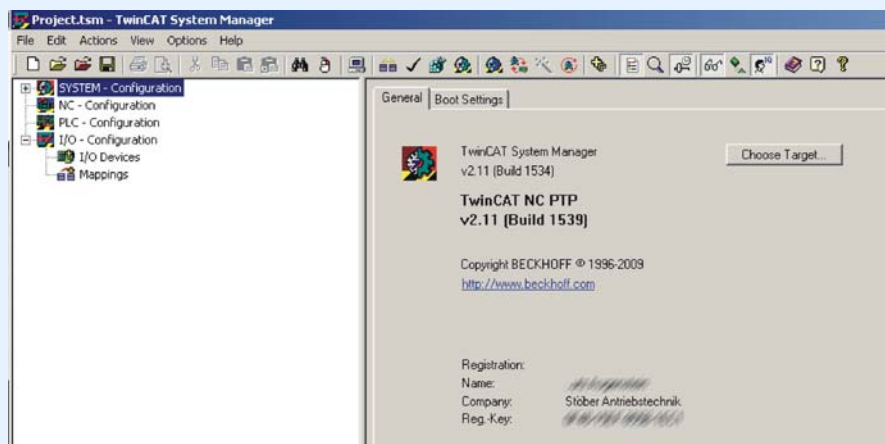 Project.tsm - TwinCAT System Manager
File Edit Actions View Options Help
SYSTEM - Configuration
NC - Configuration
PLC - Configuration
I/O - Configuration
I/O Devices
Mappings
General Boot Settings
TwinCAT System Manager
v2.11 (Build 1534)
Choose Target...
TwinCAT NC PTP
v2.11 (Build 1539)
Copyright BECKHOFF © 1996-2009
http://www.beckhoff.com
Registration:
Name:
Company: Stöber Antriebstechnik
Reg.-Key: